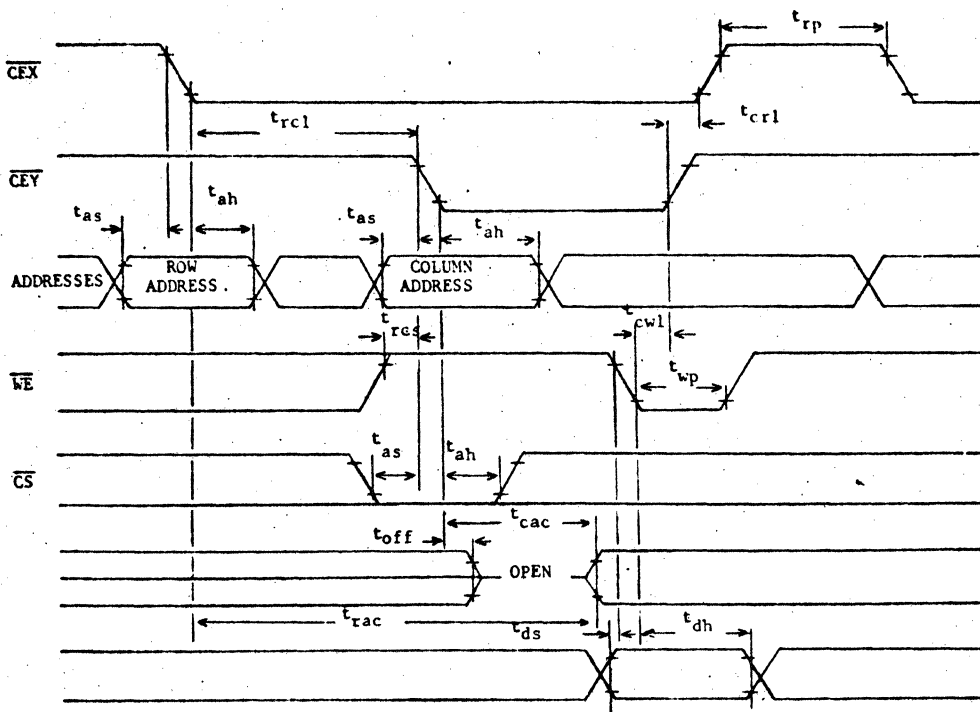 t_rp
CEX
t_rcl
t_crl
CEY
t_as
t_ah
t_as
t_ah
ADDRESSES
ROW
ADDRESS.
COLUMN
ADDRESS
t_rcs
t_cwl
WE
t_wp
t_as
t_ah
CS
t_cac
t_off
OPEN
t_rac
t_ds
t_dh